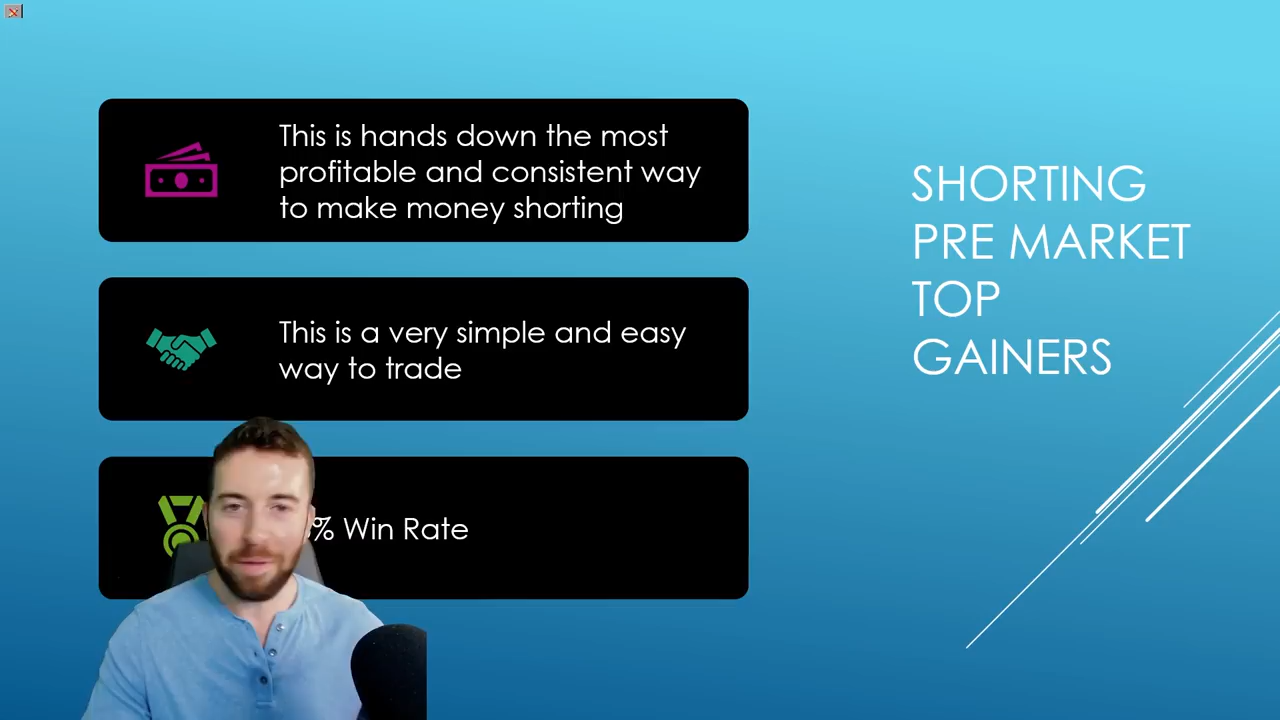 This is hands down the most
profitable and consistent way
to make money shorting
This is a very simple and easy
way to trade
% Win Rate
SHORTING
PRE MARKET
TOP
GAINERS